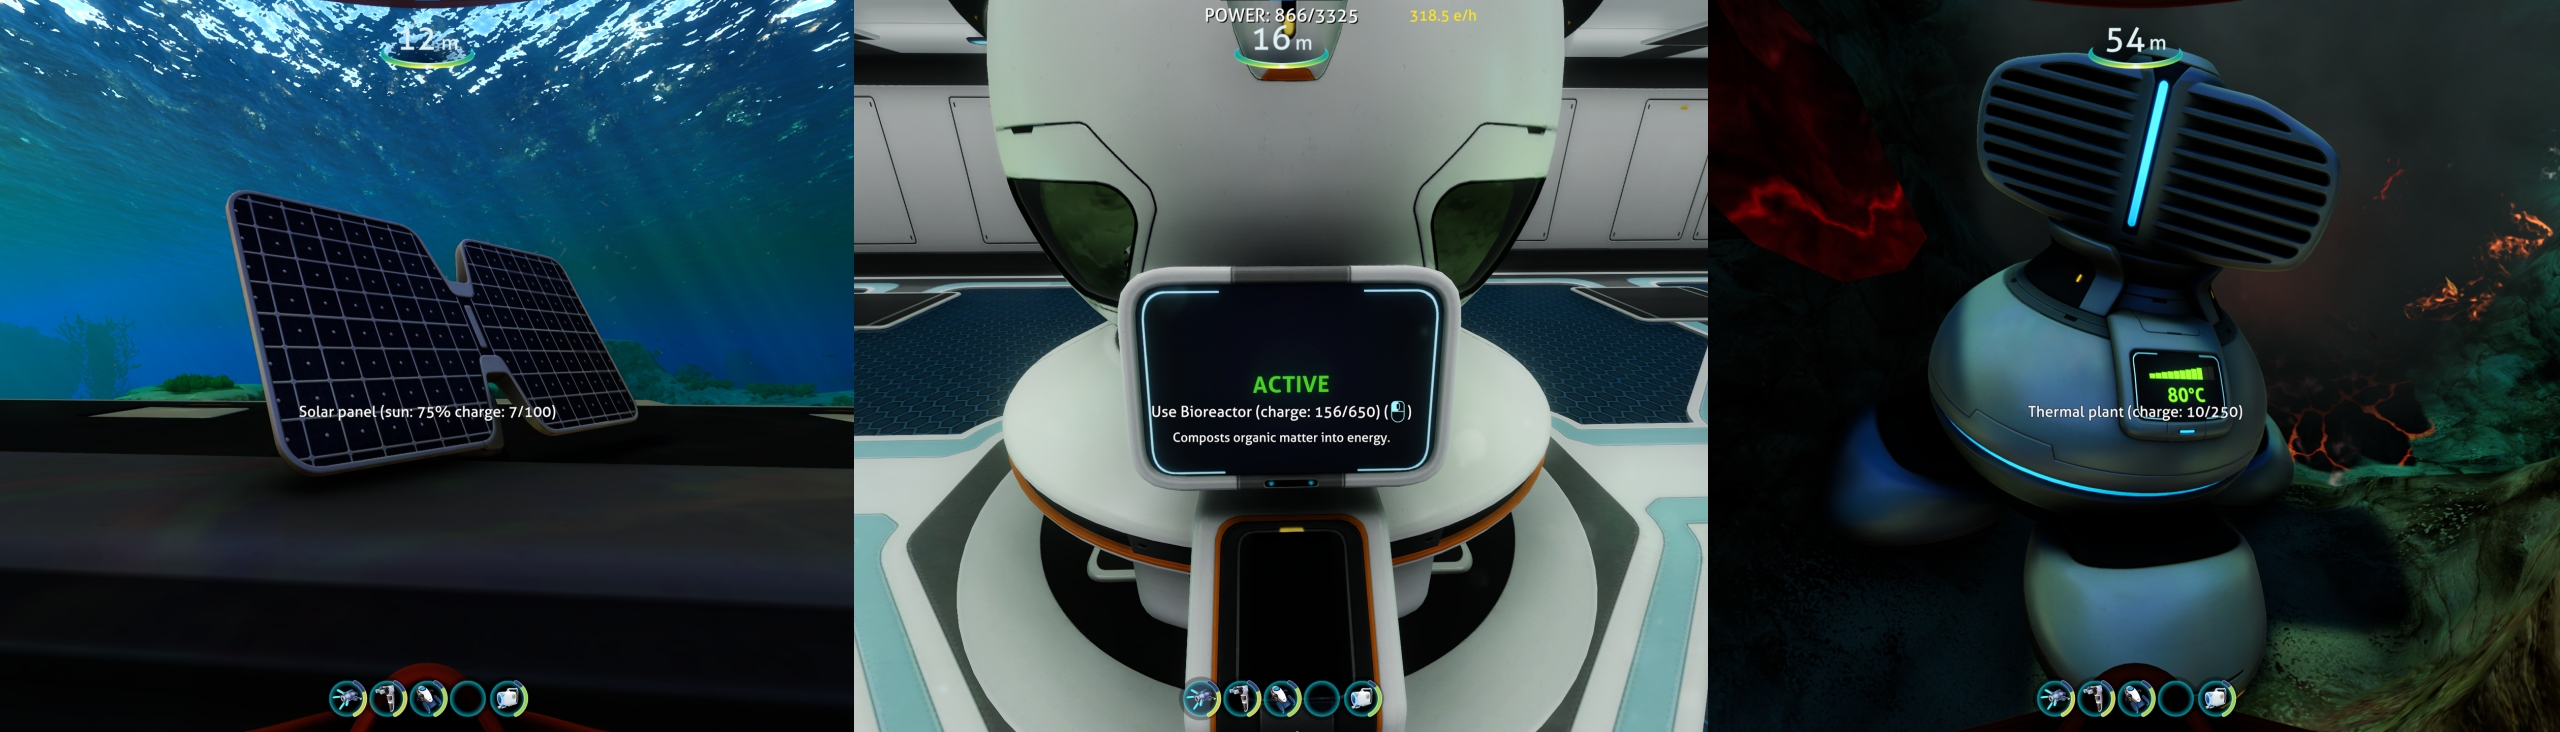 12m
Solar panel (sun: 75% charge: 7/100)
POWER: 866/3325 318.5 e/h
16m
ACTIVE
Use Bioreactor (charge: 156/650) ( )
Composts organic matter into energy.
54m
80°C
Thermal plant (charge: 10/250)